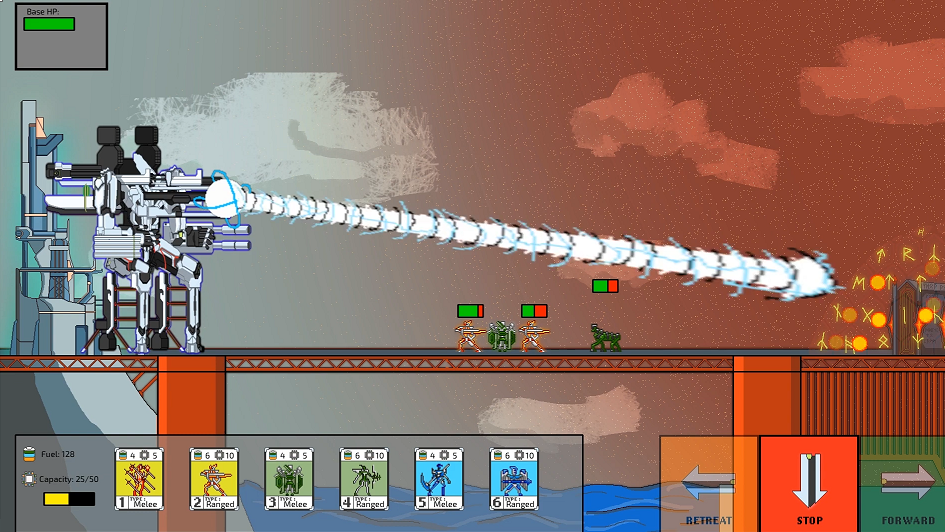 Base HP:
Fuel: 128
Capacity: 25/50
4 5
1 TYPE: Melee
6 10
2 TYPE: Ranged
4 5
3 TYPE: Melee
6 10
4 TYPE: Ranged
4 5
5 TYPE: Melee
6 10
6 TYPE: Ranged
RETREAT
STOP
FORWARD